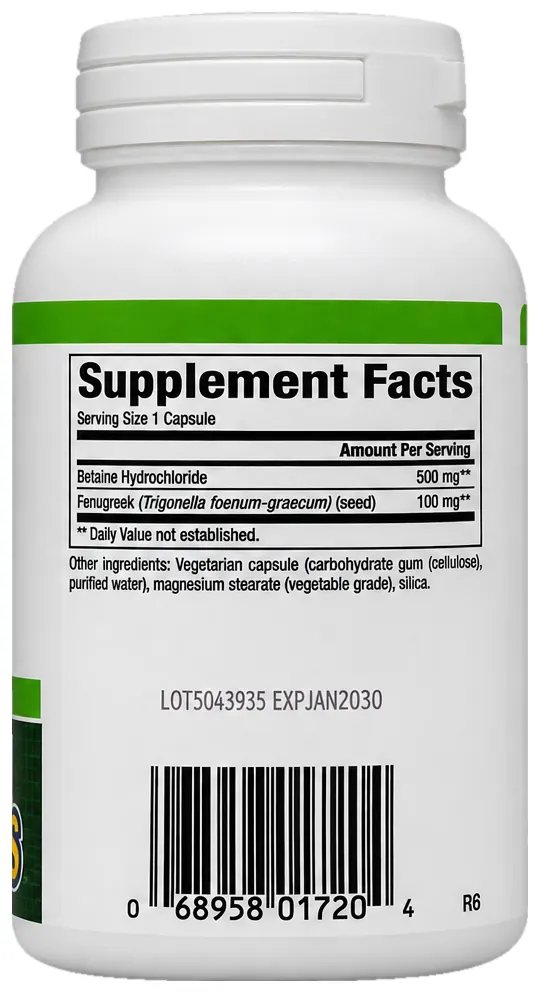 Supplement Facts
Serving Size 1 Capsule
Amount Per Serving
Betaine Hydrochloride 500 mg**
Fenugreek (Trigonella foenum-graecum) (seed) 100 mg**
** Daily Value not established.
Other ingredients: Vegetarian capsule (carbohydrate gum (cellulose),
purified water), magnesium stearate (vegetable grade), silica.
LOT5043935 EXPJAN2030
0 68958 01720 4
R6
S